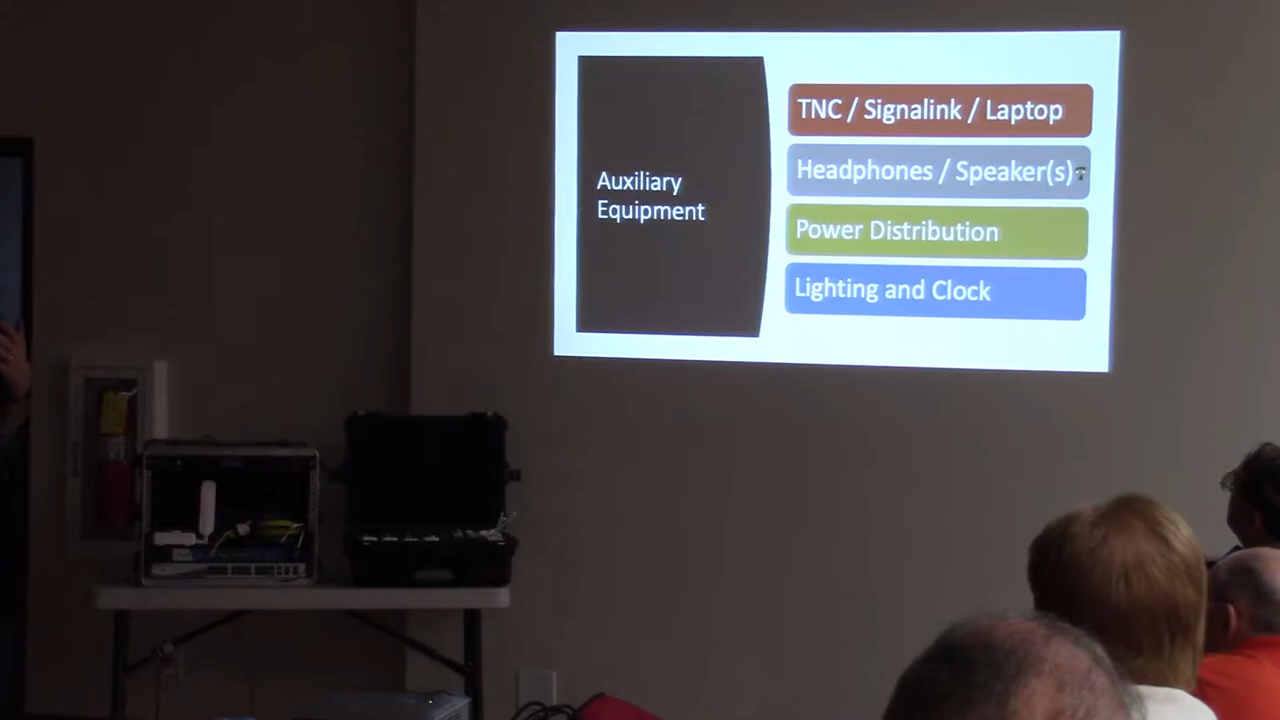 Auxiliary
Equipment
TNC / Signalink / Laptop
Headphones / Speaker(s)
Power Distribution
Lighting and Clock